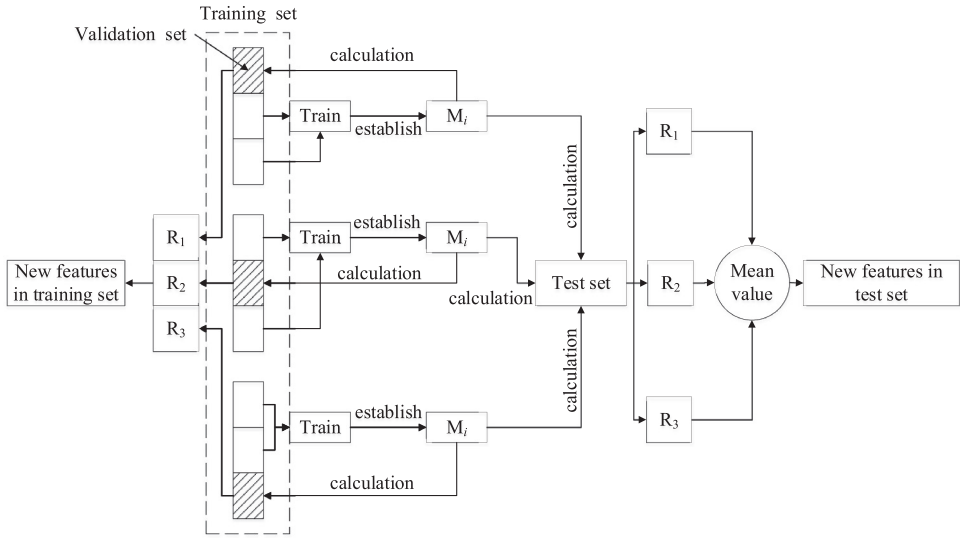 Training set
Validation set
calculation
Train
establish
M_i
calculation
R_1
R_2
R_3
New features
in training set
Train
establish
M_i
calculation
calculation
Test set
calculation
Train
establish
M_i
calculation
R_1
R_2
R_3
Mean
value
New features in
test set